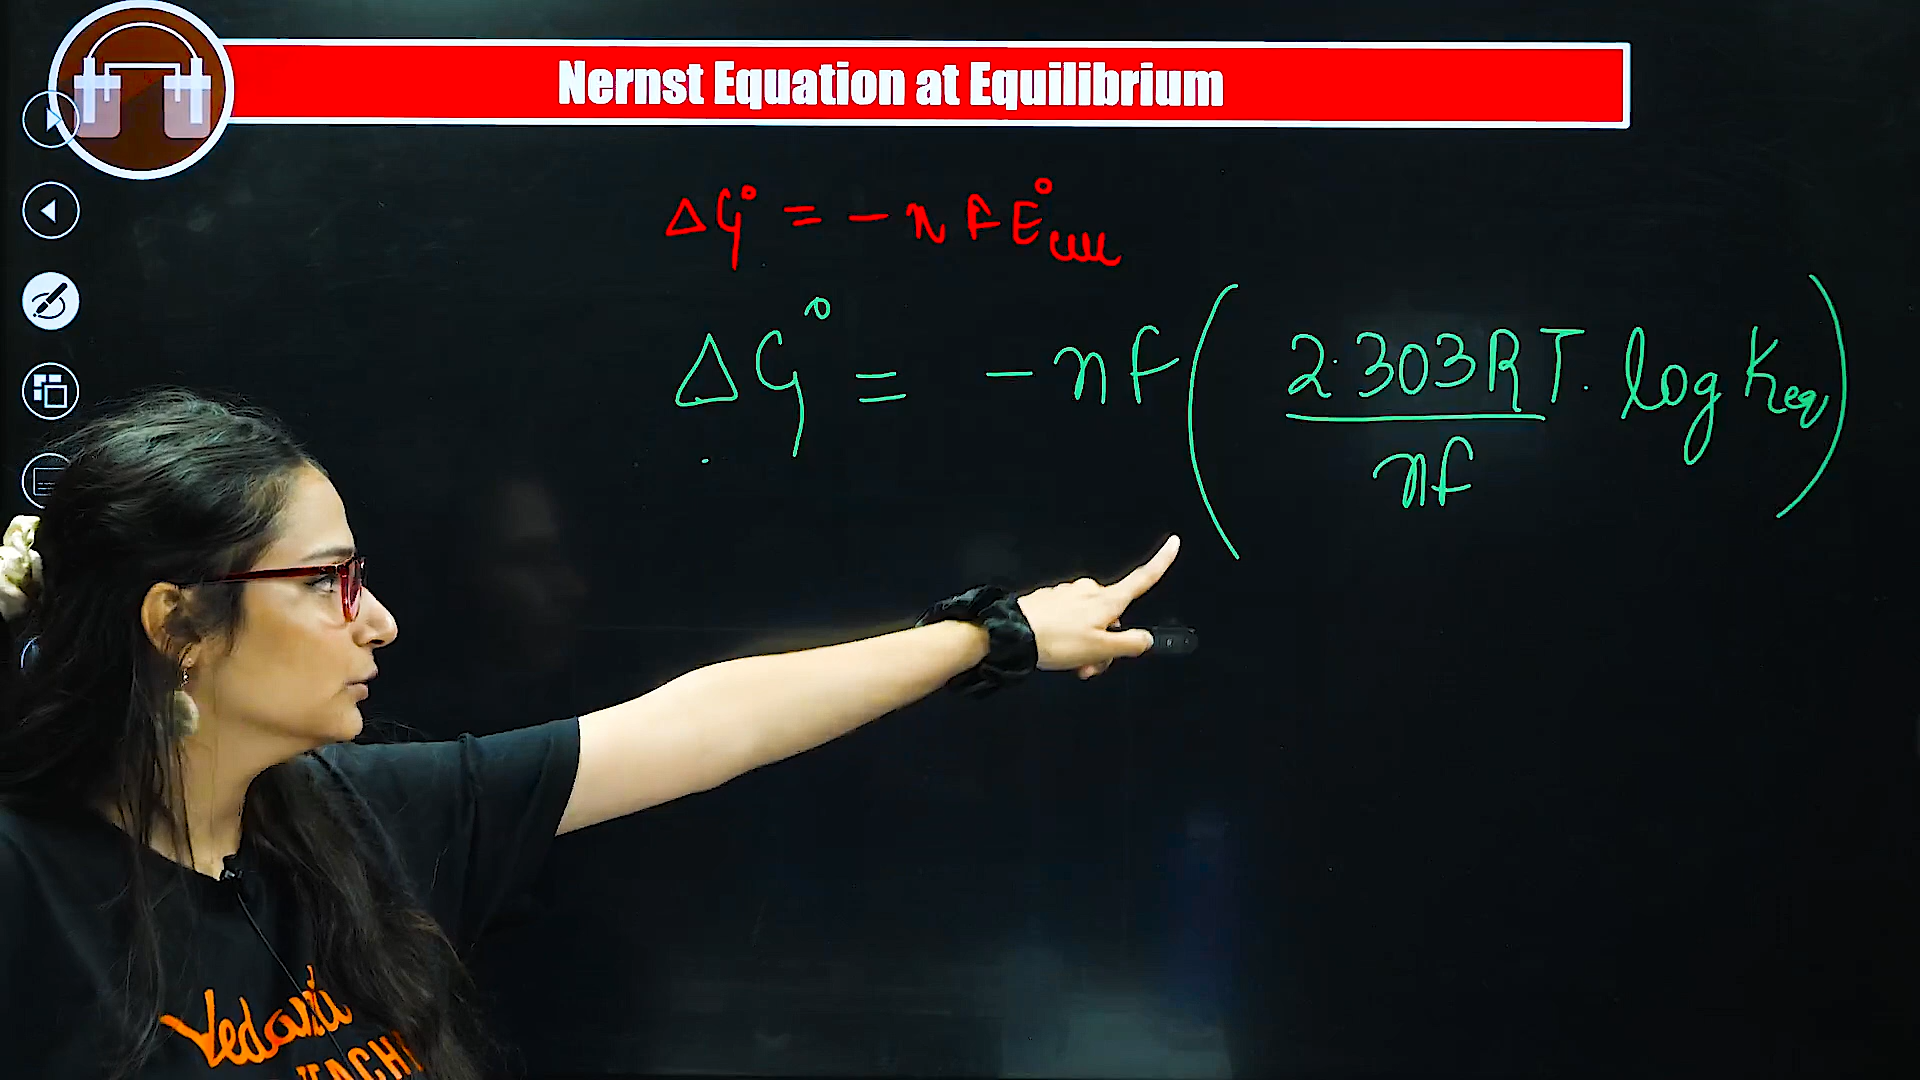 Nernst Equation at Equilibrium
ΔG° = - nFE°cell
ΔG° = - nF( 2.303RT/nF . log Keq )
Vedantu